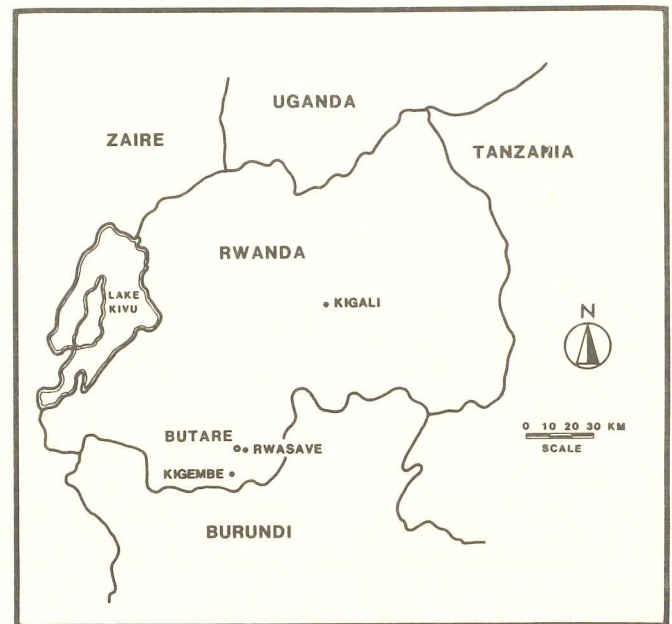 UGANDA
ZAIRE
TANZANIA
RWANDA
LAKE
KIVU
KIGALI
N
0 10 20 30 KM
SCALE
BUTARE
RWASAVE
KIGEMBE
BURUNDI